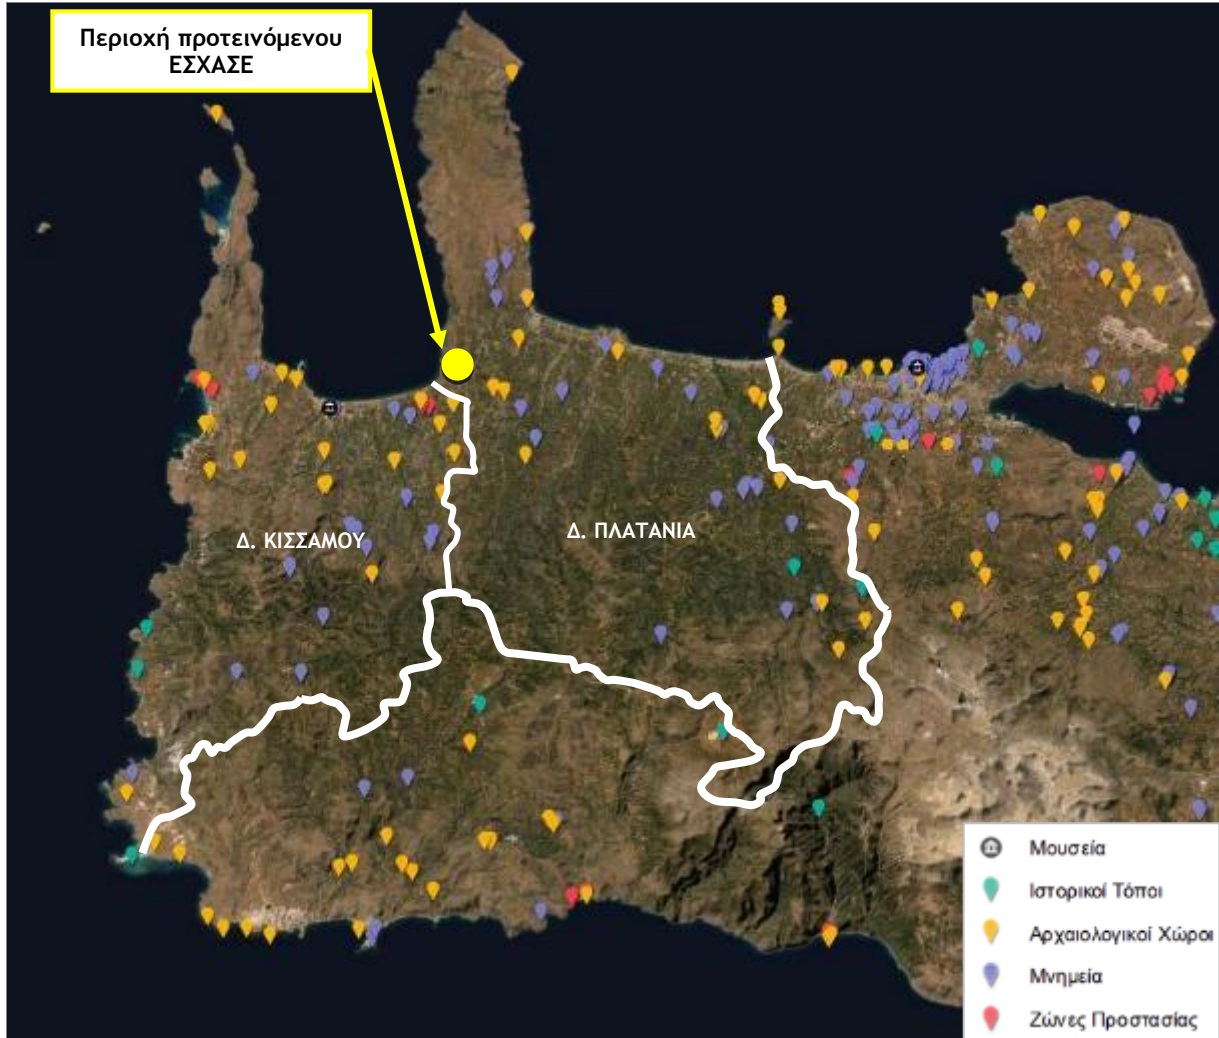 Περιοχή προτεινόμενου
ΕΣΧΑΣΕ
Δ. ΚΙΣΣΑΜΟΥ
Δ. ΠΛΑΤΑΝΙΑ
Μουσεία
Ιστορικοί Τόποι
Αρχαιολογικοί Χώροι
Μνημεία
Ζώνες Προστασίας